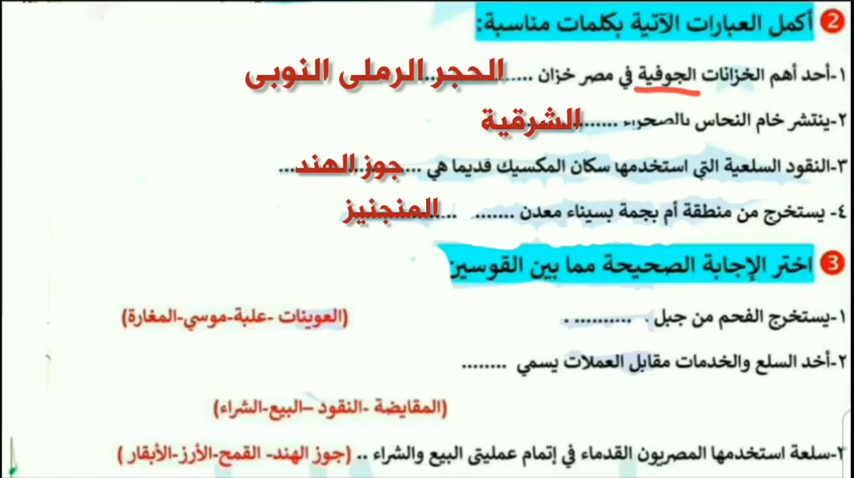 ❷ أكمل العبارات الآتية بكلمات مناسبة:
١-أحد أهم الخزانات الجوفية في مصر خزان ........ الحجر الرملى النوبى
٢-ينتشر خام النحاس بالصحراء ........ الشرقية
٣-النقود السلعية التي استخدمها سكان المكسيك قديما هي ........ جوز الهند ...
٤- يستخرج من منطقة أم بجمة بسيناء معدن ........ المنجنيز
❸ اختر الإجابة الصحيحة مما بين القوسين
١-يستخرج الفحم من جبل ........... (العوينات -علبة-موسي-المغارة)
٢-أخد السلع والخدمات مقابل العملات يسمي ........
(المقايضة -النقود –البيع-الشراء)
٣-سلعة استخدمها المصريون القدماء في إتمام عمليتى البيع والشراء .. (جوز الهند- القمح-الأرز-الأبقار )